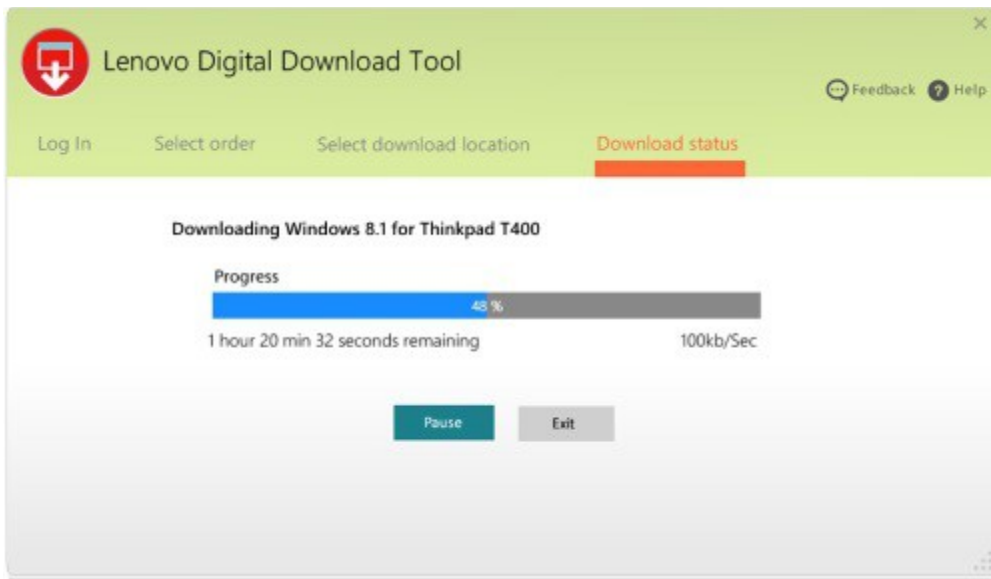 Lenovo Digital Download Tool
Feedback Help
Log In Select order Select download location Download status
Downloading Windows 8.1 for Thinkpad T400
Progress
48 %
1 hour 20 min 32 seconds remaining 100kb/Sec
Pause Exit